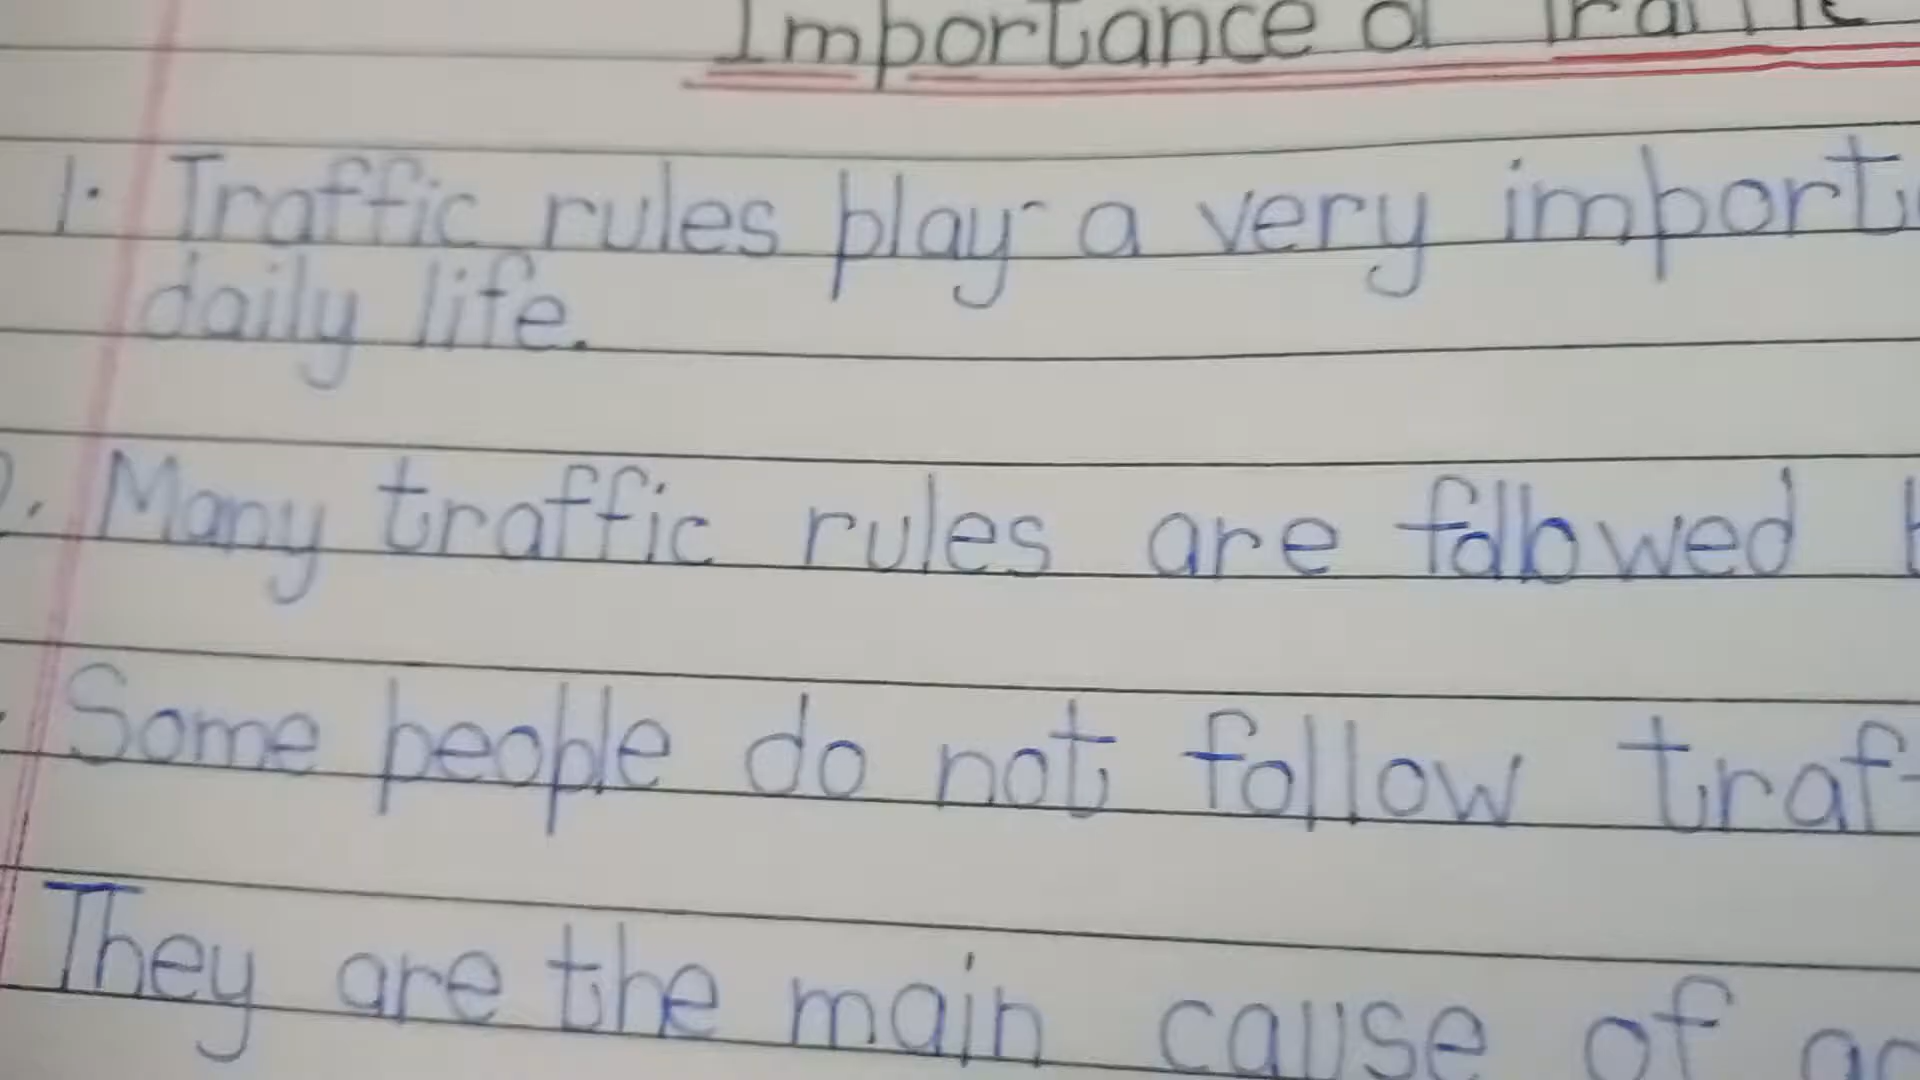 Importance of Traffic
1. Traffic rules play a very import
daily life.
. Many traffic rules are followed
Some people do not follow traf
They are the main cause of